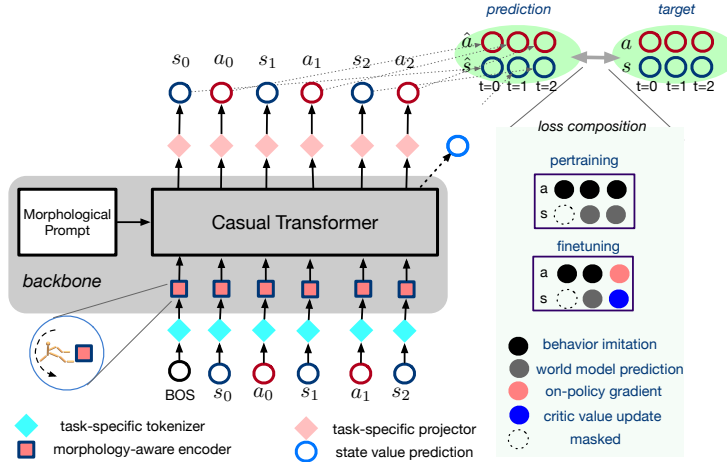 prediction
target
â
a
ŝ
s
t=0 t=1 t=2
t=0 t=1 t=2
s₀ a₀ s₁ a₁ s₂ a₂
loss composition
pertraining
a
s
finetuning
a
s
Morphological
Prompt
Casual Transformer
backbone
BOS s₀ a₀ s₁ a₁ s₂
behavior imitation
world model prediction
on-policy gradient
critic value update
masked
task-specific tokenizer
morphology-aware encoder
task-specific projector
state value prediction